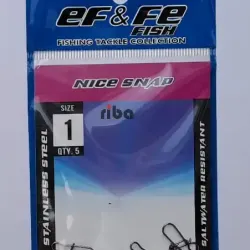 EF & FE
FISH
FISHING TACKLE COLLECTION
NICE SNAP
SIZE
1
QTY. 5
riba
STAINLESS STEEL
SALTWATER RESISTANT